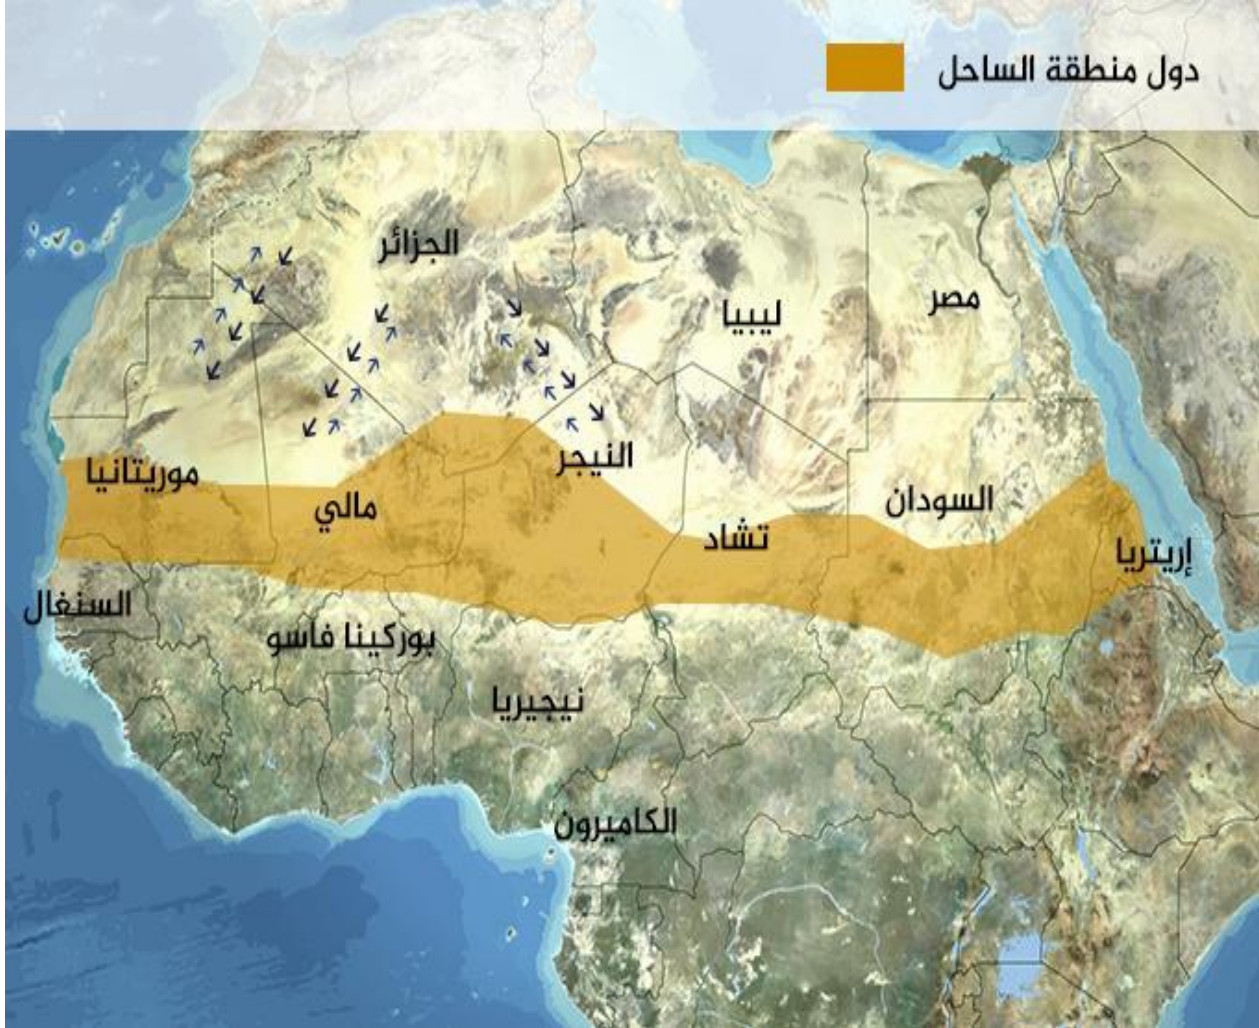 دول منطقة الساحل
الجزائر
ليبيا
مصر
موريتانيا
مالي
النيجر
تشاد
السودان
إريتريا
السنغال
بوركينا فاسو
نيجيريا
الكاميرون